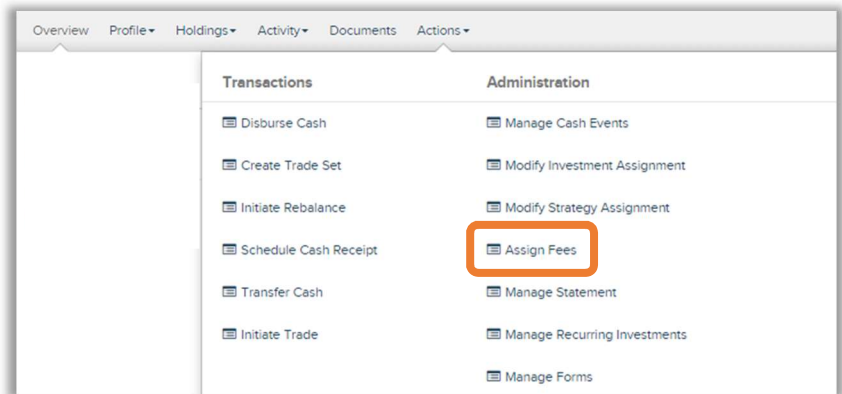 Overview Profile Holdings Activity Documents Actions
Transactions
Disburse Cash
Create Trade Set
Initiate Rebalance
Schedule Cash Receipt
Transfer Cash
Initiate Trade
Administration
Manage Cash Events
Modify Investment Assignment
Modify Strategy Assignment
Assign Fees
Manage Statement
Manage Recurring Investments
Manage Forms